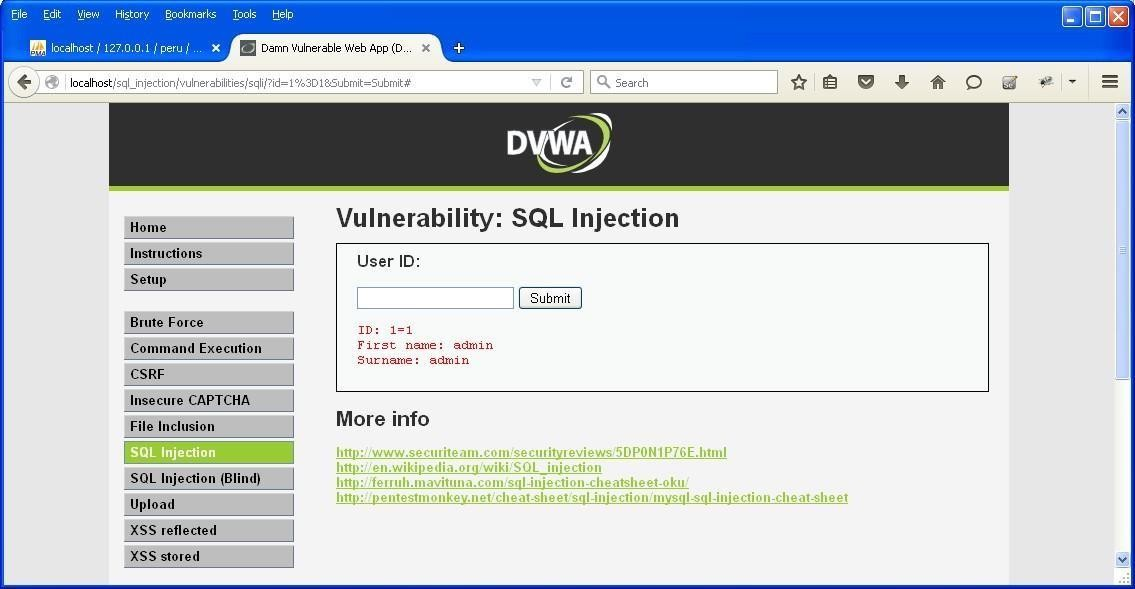 File Edit View History Bookmarks Tools Help
PMA localhost / 127.0.0.1 / peru / ... Damn Vulnerable Web App (D...
localhost/sql_injection/vulnerabilities/sqli/?id=1%3D1&Submit=Submit# Search
DVWA
Vulnerability: SQL Injection
Home
Instructions
Setup
Brute Force
Command Execution
CSRF
Insecure CAPTCHA
File Inclusion
SQL Injection
SQL Injection (Blind)
Upload
XSS reflected
XSS stored
User ID:
Submit
ID: 1=1
First name: admin
Surname: admin
More info
http://www.securiteam.com/securityreviews/5DP0N1P76E.html
http://en.wikipedia.org/wiki/SQL_injection
http://ferruh.mavituna.com/sql-injection-cheatsheet-oku/
http://pentestmonkey.net/cheat-sheet/sql-injection/mysql-sql-injection-cheat-sheet